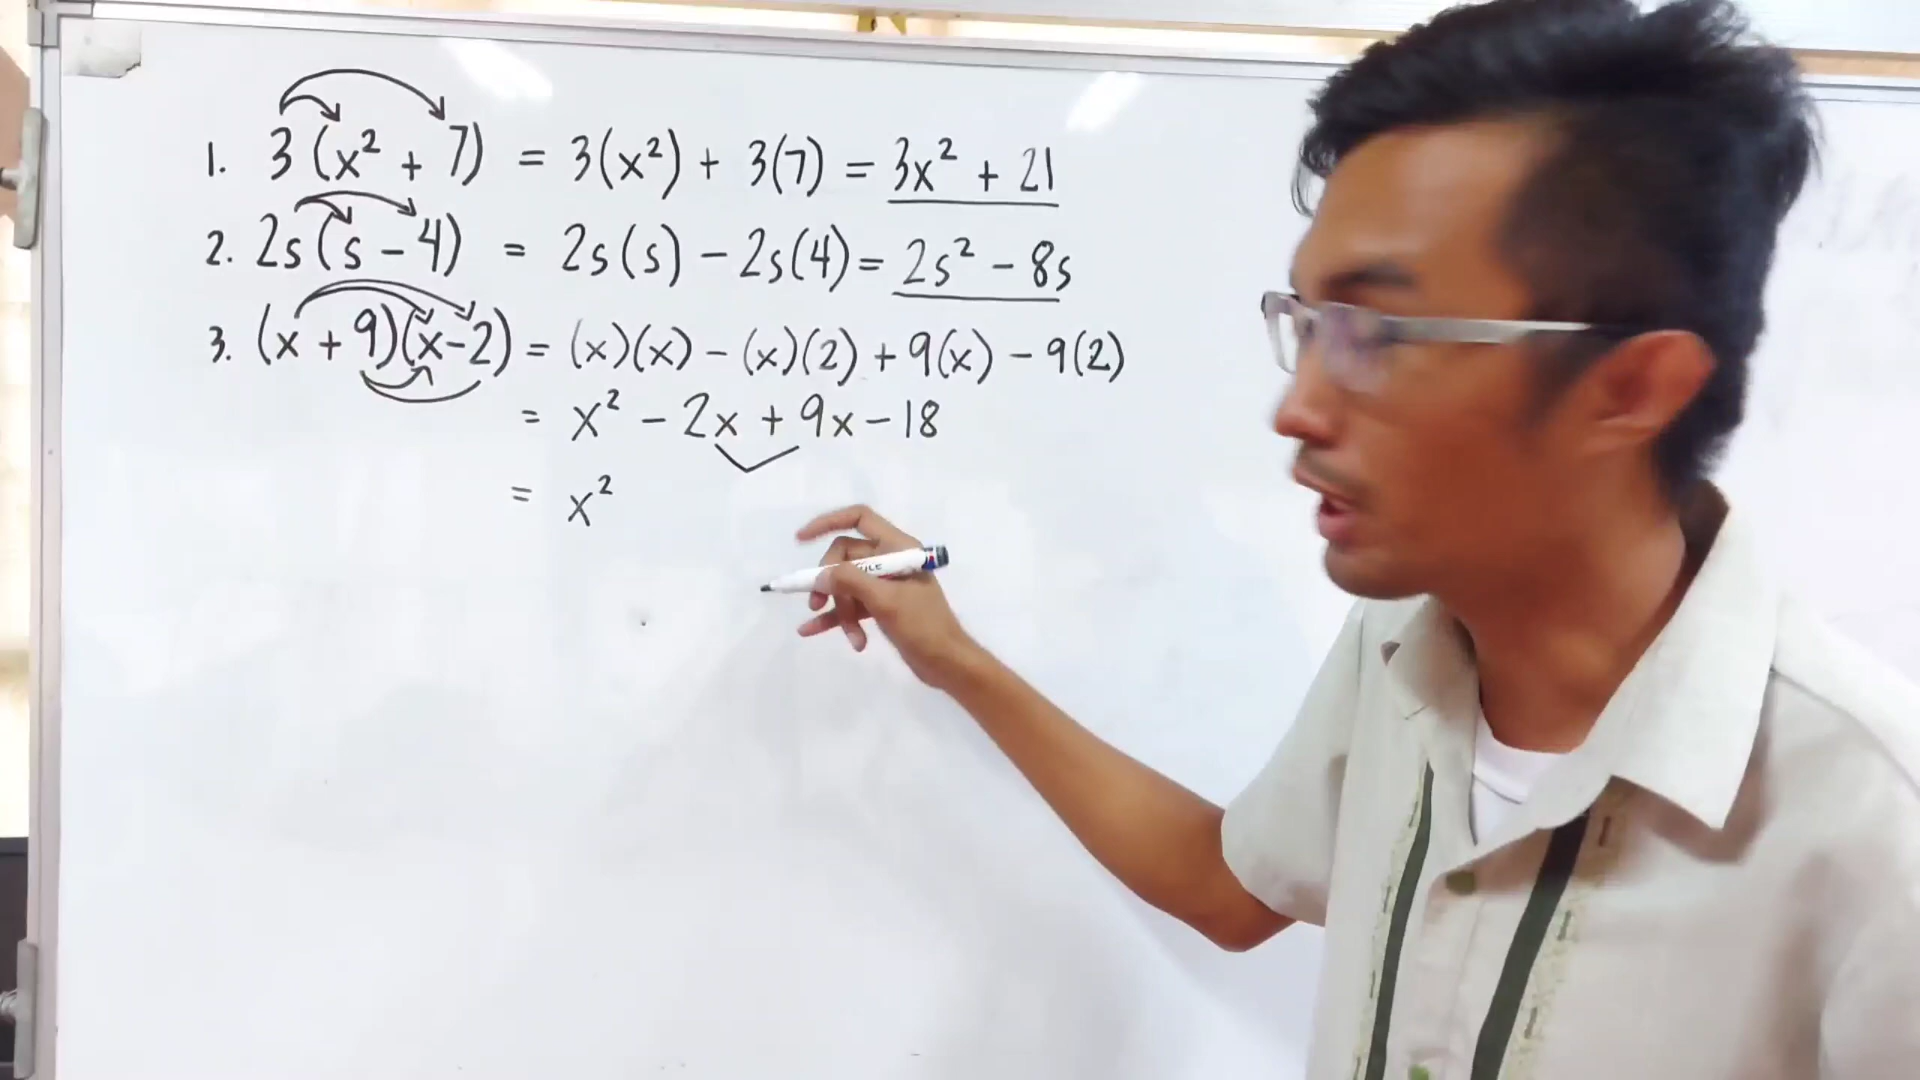 1. 3(x² + 7) = 3(x²) + 3(7) = 3x² + 21
2. 2s(s - 4) = 2s(s) - 2s(4) = 2s² - 8s
3. (x + 9)(x - 2) = (x)(x) - (x)(2) + 9(x) - 9(2)
= x² - 2x + 9x - 18
= x²